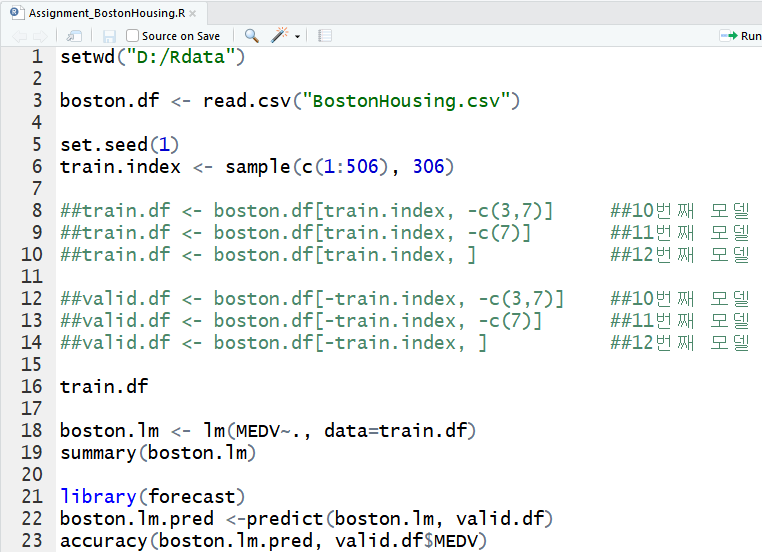 Assignment_BostonHousing.R
Source on Save
Run
1 setwd("D:/Rdata")
2
3 boston.df <- read.csv("BostonHousing.csv")
4
5 set.seed(1)
6 train.index <- sample(c(1:506), 306)
7
8 ##train.df <- boston.df[train.index, -c(3,7)] ##10번째 모델
9 ##train.df <- boston.df[train.index, -c(7)] ##11번째 모델
10 ##train.df <- boston.df[train.index, ] ##12번째 모델
11
12 ##valid.df <- boston.df[-train.index, -c(3,7)] ##10번째 모델
13 ##valid.df <- boston.df[-train.index, -c(7)] ##11번째 모델
14 ##valid.df <- boston.df[-train.index, ] ##12번째 모델
15
16 train.df
17
18 boston.lm <- lm(MEDV~., data=train.df)
19 summary(boston.lm)
20
21 library(forecast)
22 boston.lm.pred <-predict(boston.lm, valid.df)
23 accuracy(boston.lm.pred, valid.df$MEDV)